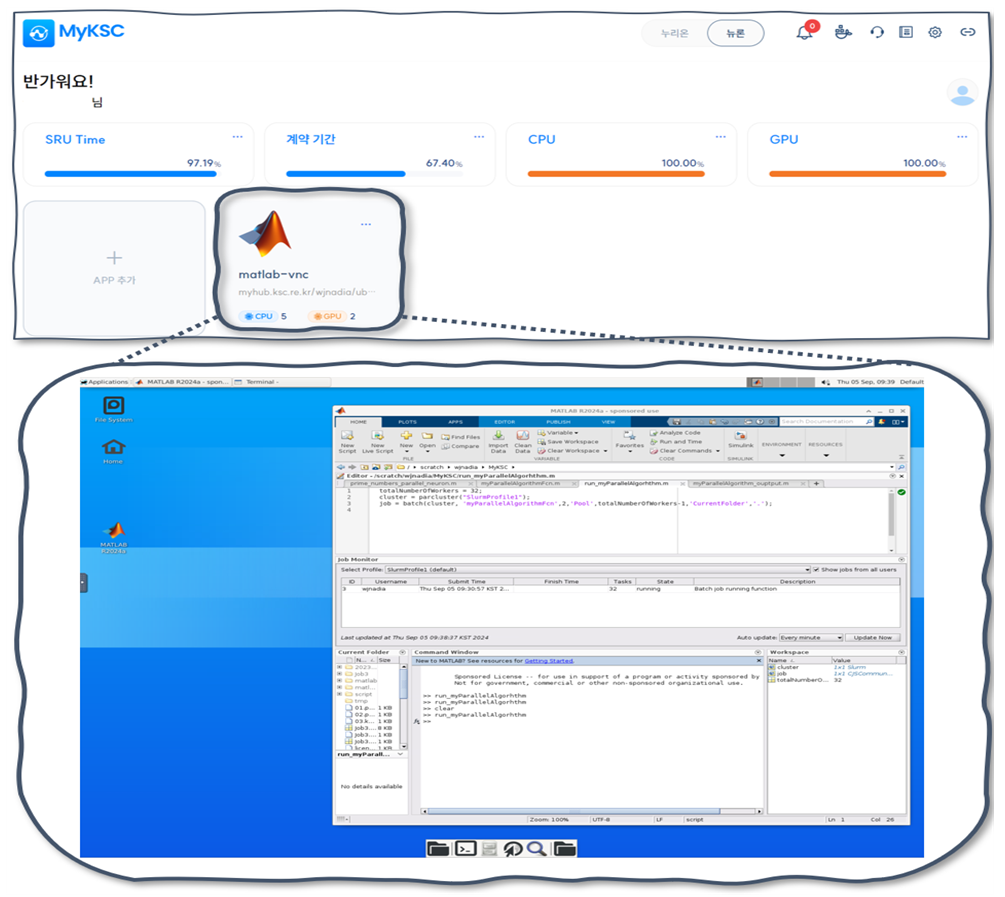 MyKSC
누리온
뉴론
0
반가워요!
님
SRU Time
97.19%
계약 기간
67.40%
CPU
100.00%
GPU
100.00%
APP 추가
matlab-vnc
myhub.ksc.re.kr/wjnadia/ub···
CPU 5 GPU 2
Applications MATLAB R2024a - spon... Terminal - Thu 05 Sep, 09:39 Default
File System
Home
MATLAB R2024a
MATLAB R2024a - sponsored use
HOME PLOTS APPS EDITOR PUBLISH VIEW Search Documentation
New Script
New Live Script
New
Open
Find Files
Compare
Import Data
Clean Data
Variable
Save Workspace
Clear Workspace
Favorites
Analyze Code
Run and Time
Clear Commands
Simulink
ENVIRONMENT
RESOURCES
FILE VARIABLE CODE SIMULINK
/ scratch wjnadia MyKSC
Editor - /scratch/wjnadia/MyKSC/run_myParallelAlgorhthm.m
prime_numbers_parallel_neuron.m myParallelAlgorithmFcn.m run_myParallelAlgorhthm.m myParallelAlgorithm_ouptput.m
1 totalNumberOfWorkers = 32;
2 cluster = parcluster("SlurmProfile1");
3 job = batch(cluster, 'myParallelAlgorithmFcn',2,'Pool',totalNumberOfWorkers-1,'CurrentFolder','.');
4
Job Monitor
Select Profile: SlurmProfile1 (default) Show jobs from all users
ID Username Submit Time Finish Time Tasks State Description
3 wjnadia Thu Sep 05 09:30:57 KST 2... 32 running Batch job running function
Last updated at Thu Sep 05 09:38:37 KST 2024 Auto update: Every minute Update Now
Current Folder
N... Size
2023...
job3
matlab
matl...
script
tmp
01.p... 1 KB
02.p... 1 KB
03.k... 1 KB
job3.... 8 KB
job3.... 1 KB
job3.... 1 KB
licen... 1 KB
run_myParall...
No details available
Command Window
New to MATLAB? See resources for Getting Started.
Sponsored License -- for use in support of a program or activity sponsored by
Not for government, commercial or other non-sponsored organizational use.
>> run_myParallelAlgorhthm
>> run_myParallelAlgorhthm
>> clear
>> run_myParallelAlgorhthm
>>
Workspace
Name Value
cluster 1x1 Slurm
job 1x1 CJSCommun...
totalNumberO... 32
Zoom: 100% UTF-8 LF script Ln 1 Col 26